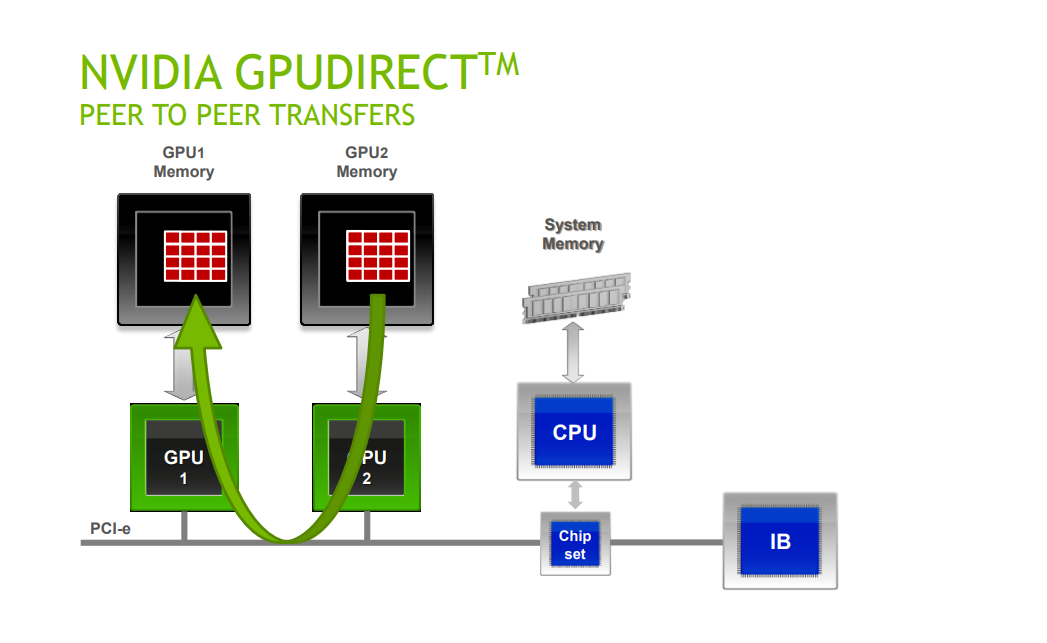 NVIDIA GPUDIRECT™
PEER TO PEER TRANSFERS
GPU1
Memory
GPU2
Memory
System
Memory
GPU
1
PU
2
CPU
PCI-e
Chip
set
IB